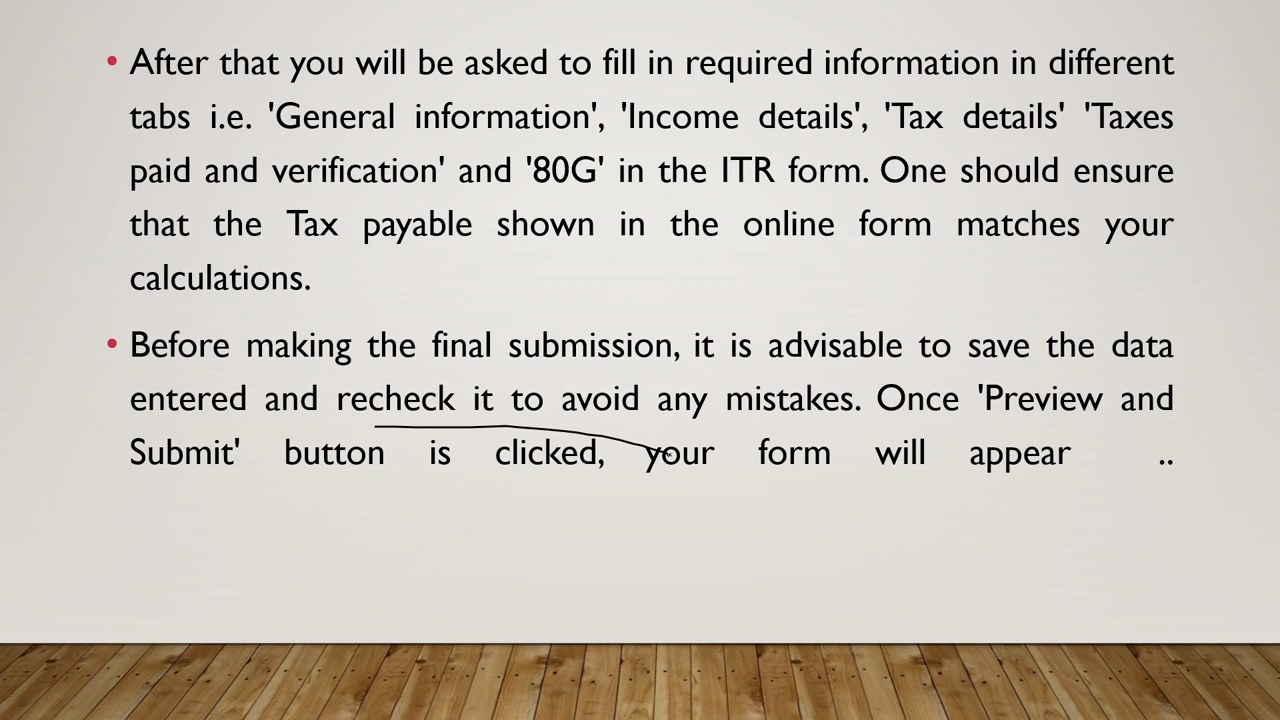 • After that you will be asked to fill in required information in different
tabs i.e. 'General information', 'Income details', 'Tax details' 'Taxes
paid and verification' and '80G' in the ITR form. One should ensure
that the Tax payable shown in the online form matches your
calculations.
• Before making the final submission, it is advisable to save the data
entered and recheck it to avoid any mistakes. Once 'Preview and
Submit' button is clicked, your form will appear ..